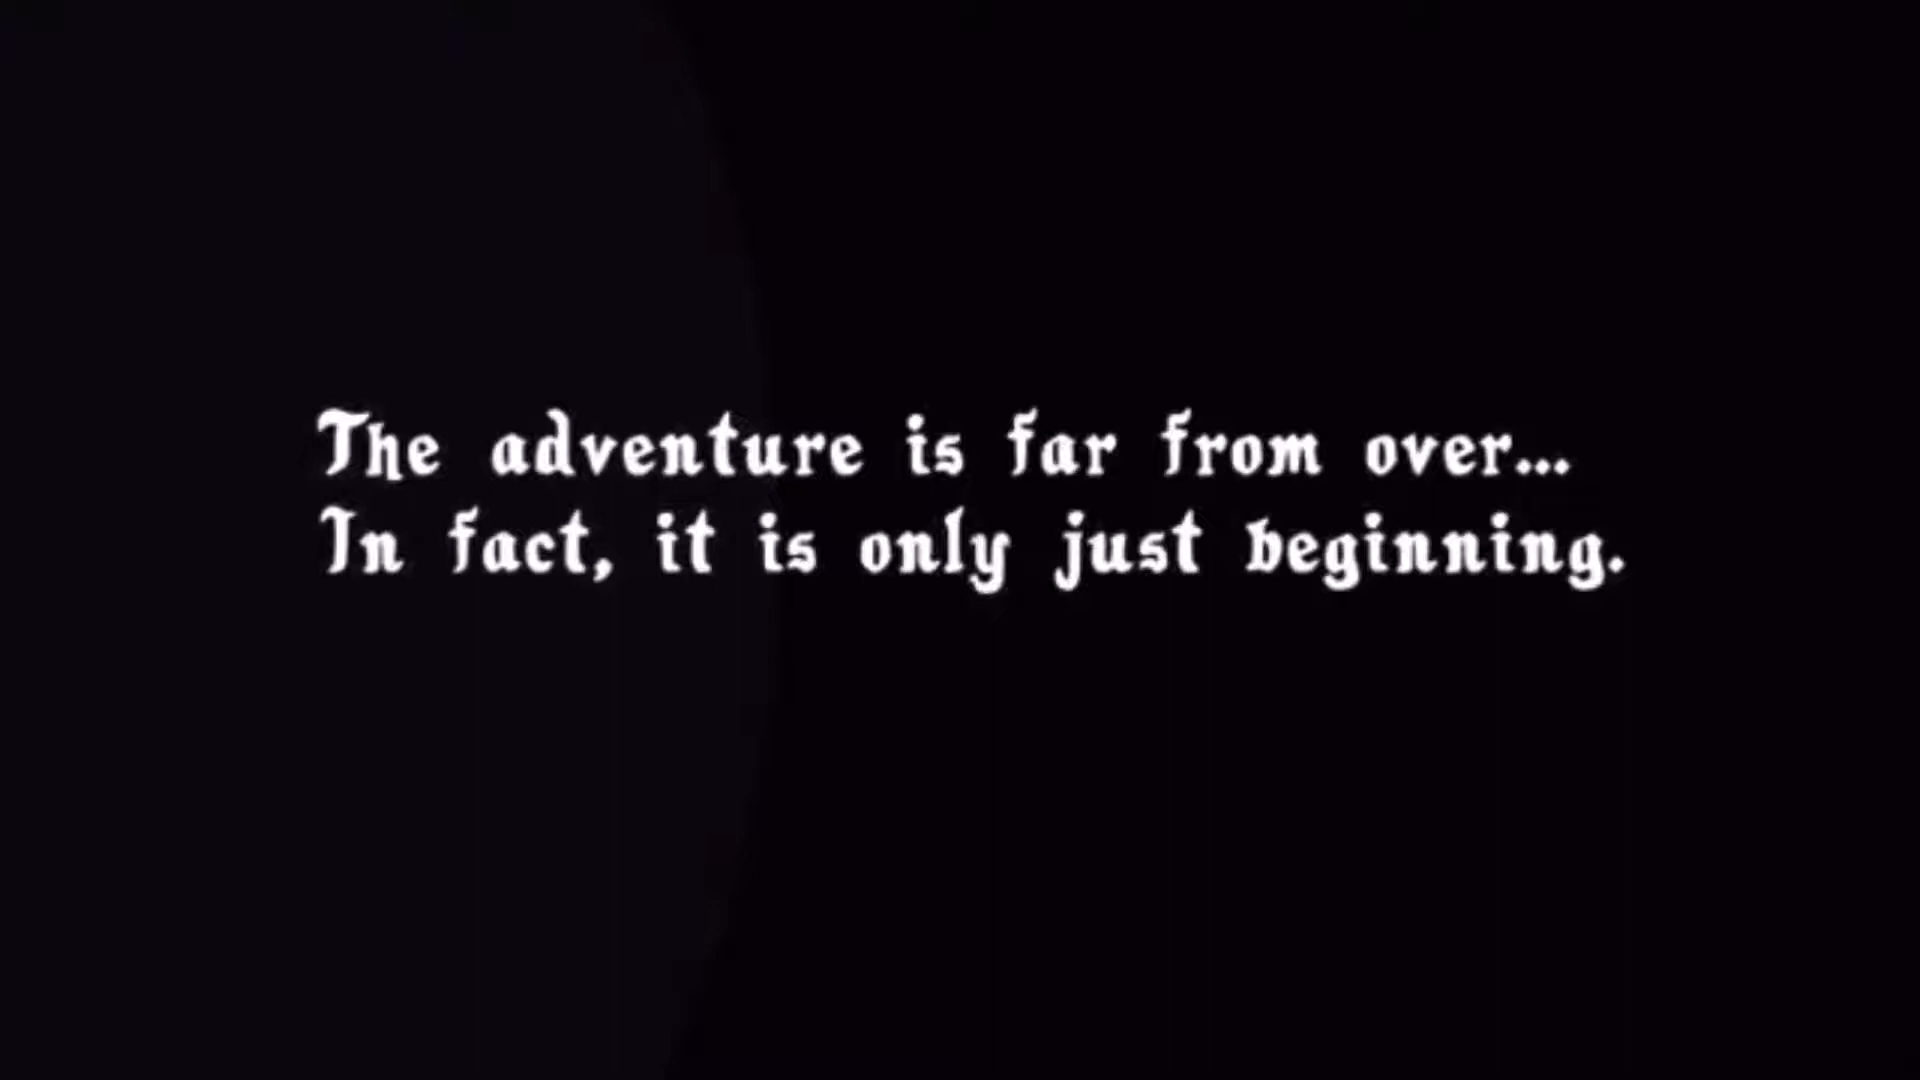 The adventure is far from over...
In fact, it is only just beginning.